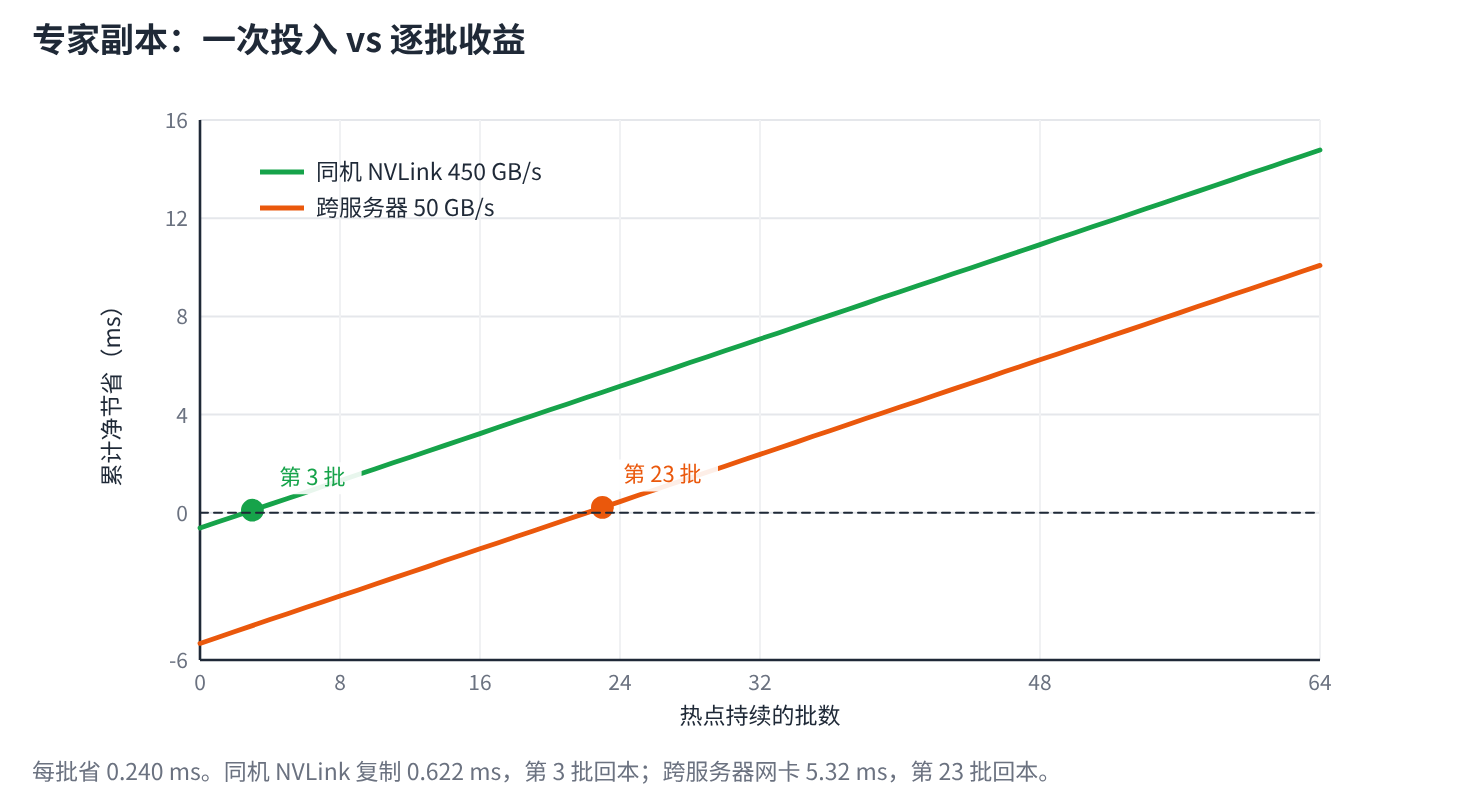 专家副本：一次投入 vs 逐批收益
16
12
8
4
0
-6
同机 NVLink 450 GB/s
跨服务器 50 GB/s
累计净节省（ms）
第 3 批
第 23 批
0
8
16
24
32
48
64
热点持续的批数
每批省 0.240 ms。同机 NVLink 复制 0.622 ms，第 3 批回本；跨服务器网卡 5.32 ms，第 23 批回本。